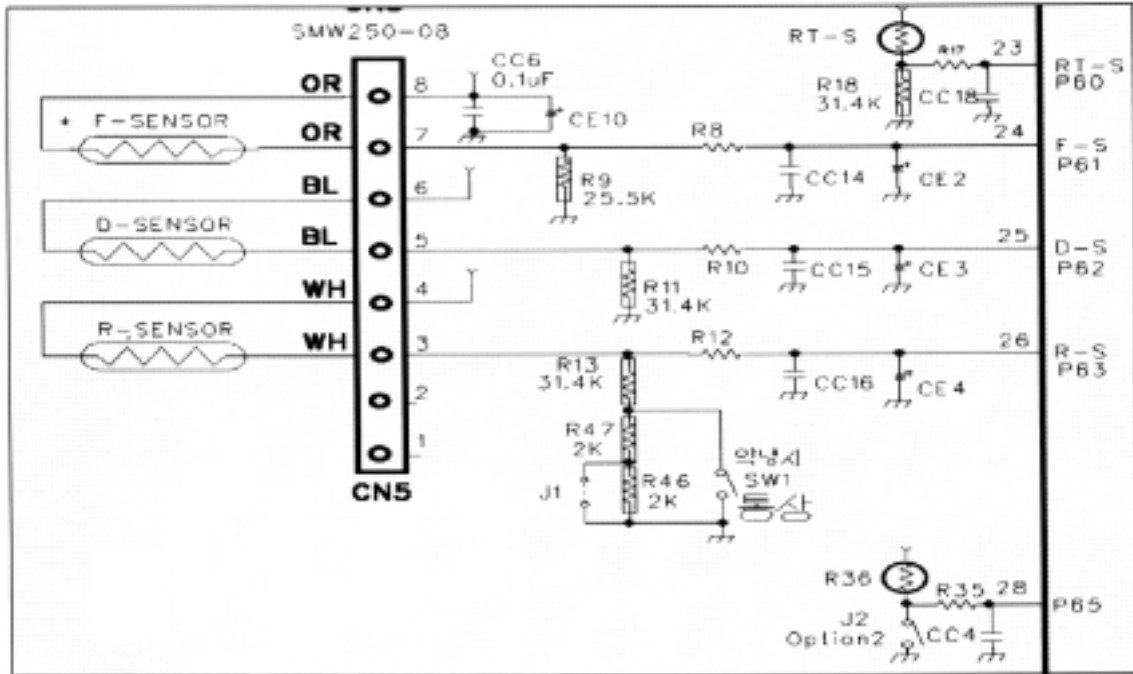 SMW250-08
CC6
0.1uF
OR
8
F-SENSOR
OR
7
CE10
R8
R9
25.5K
CC14
CE2
24
F-S
P61
RT-S
R17
23
R18
31.4K
CC18
RT-S
P60
BL
6
D-SENSOR
BL
5
R10
R11
31.4K
CC15
CE3
25
D-S
P62
WH
4
R-SENSOR
WH
3
R12
R13
31.4K
CC16
CE4
26
R-S
P63
2
1
CN5
R47
2K
R46
2K
J1
SW1
통상
R36
R35
28
P65
J2
Option2
CC4